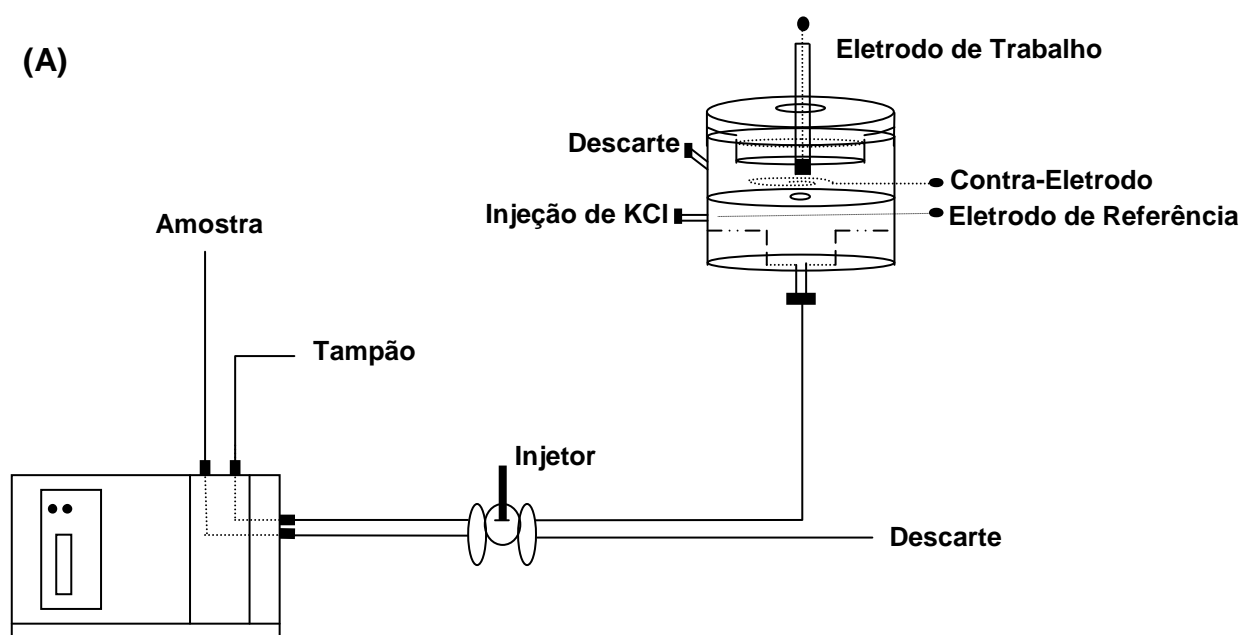 (A)
Eletrodo de Trabalho
Descarte
Contra-Eletrodo
Injeção de KCl
Eletrodo de Referência
Amostra
Tampão
Injetor
Descarte